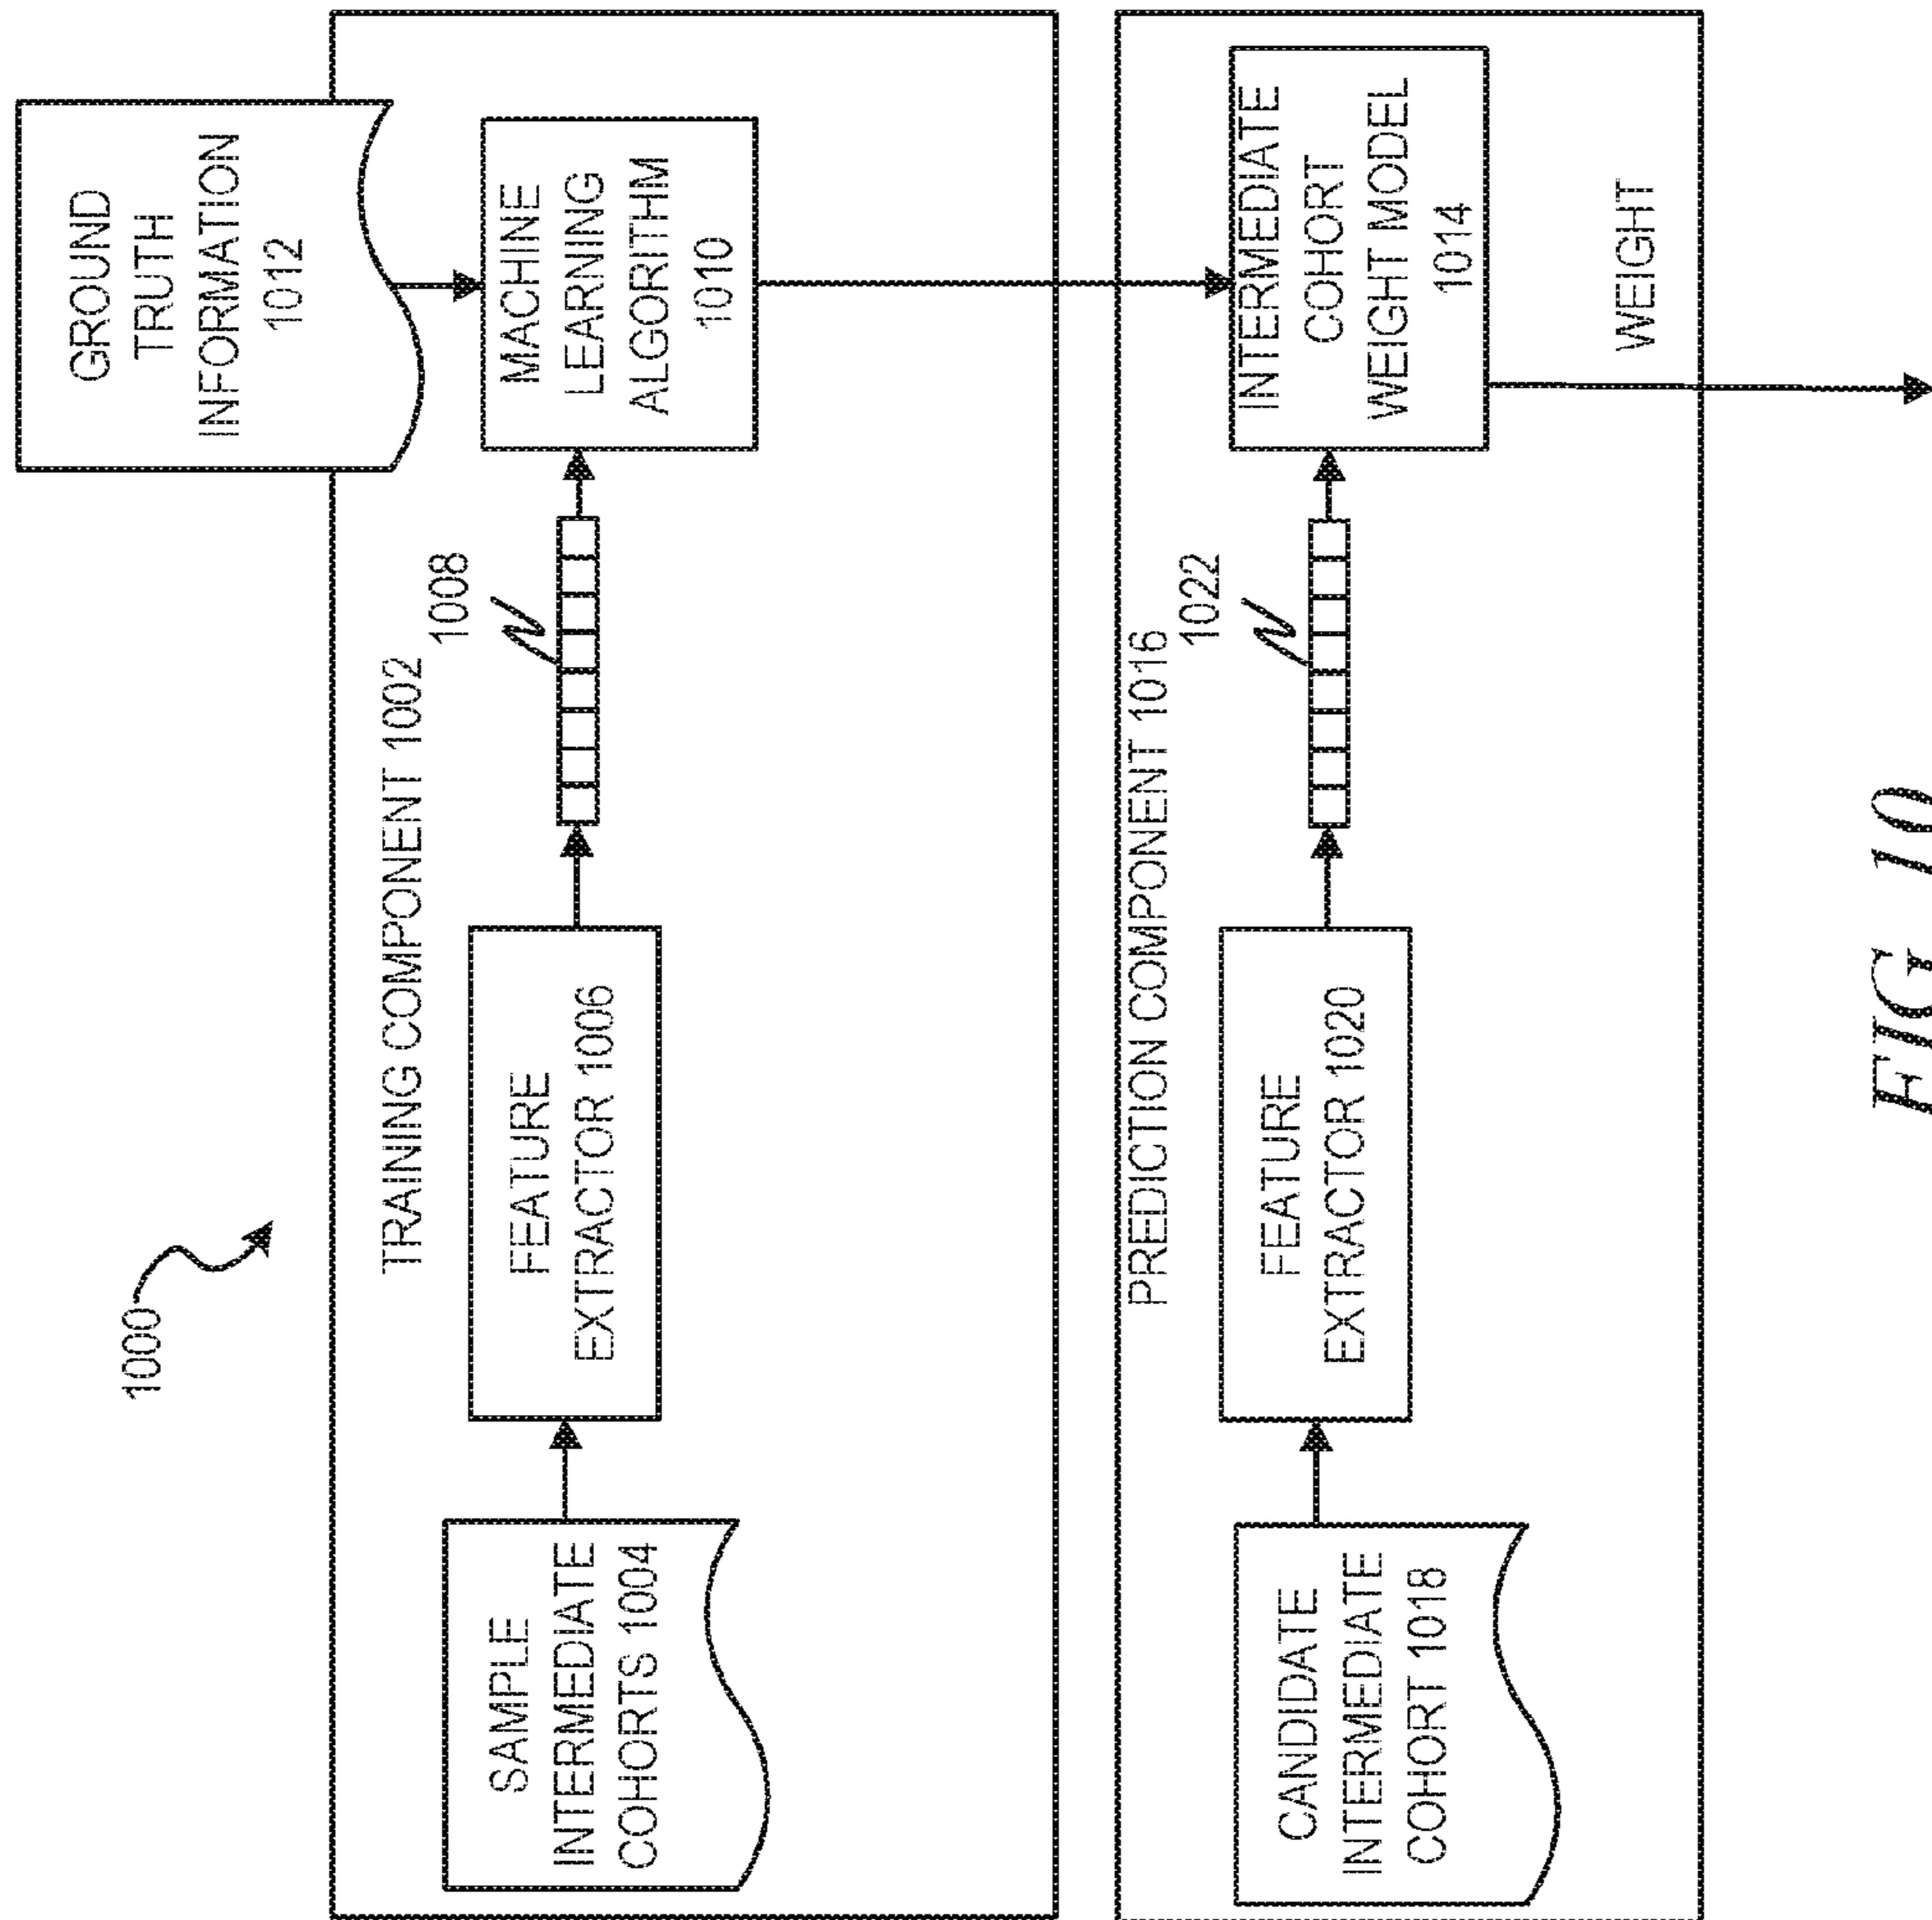 1000
GROUND
TRUTH
INFORMATION
1012
TRAINING COMPONENT 1002
SAMPLE
INTERMEDIATE
COHORTS 1004
FEATURE
EXTRACTOR 1006
1008
MACHINE
LEARNING
ALGORITHM
1010
PREDICTION COMPONENT 1016
CANDIDATE
INTERMEDIATE
COHORT 1018
FEATURE
EXTRACTOR 1020
1022
INTERMEDIATE
COHORT
WEIGHT MODEL
1014
WEIGHT
FIG. 10